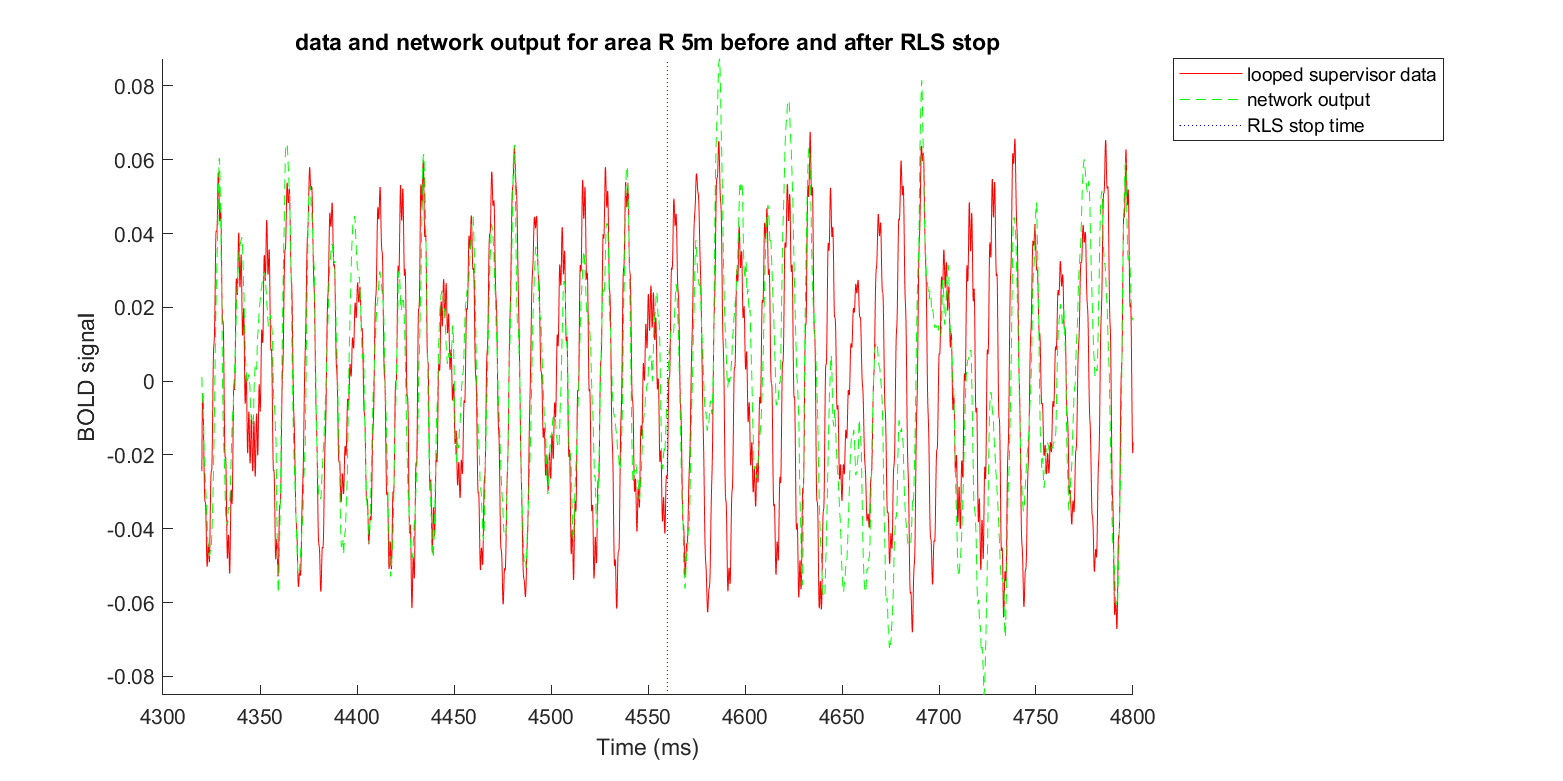 data and network output for area R 5m before and after RLS stop
looped supervisor data
network output
RLS stop time
BOLD signal
0.08
0.06
0.04
0.02
0
-0.02
-0.04
-0.06
-0.08
4300 4350 4400 4450 4500 4550 4600 4650 4700 4750 4800
Time (ms)